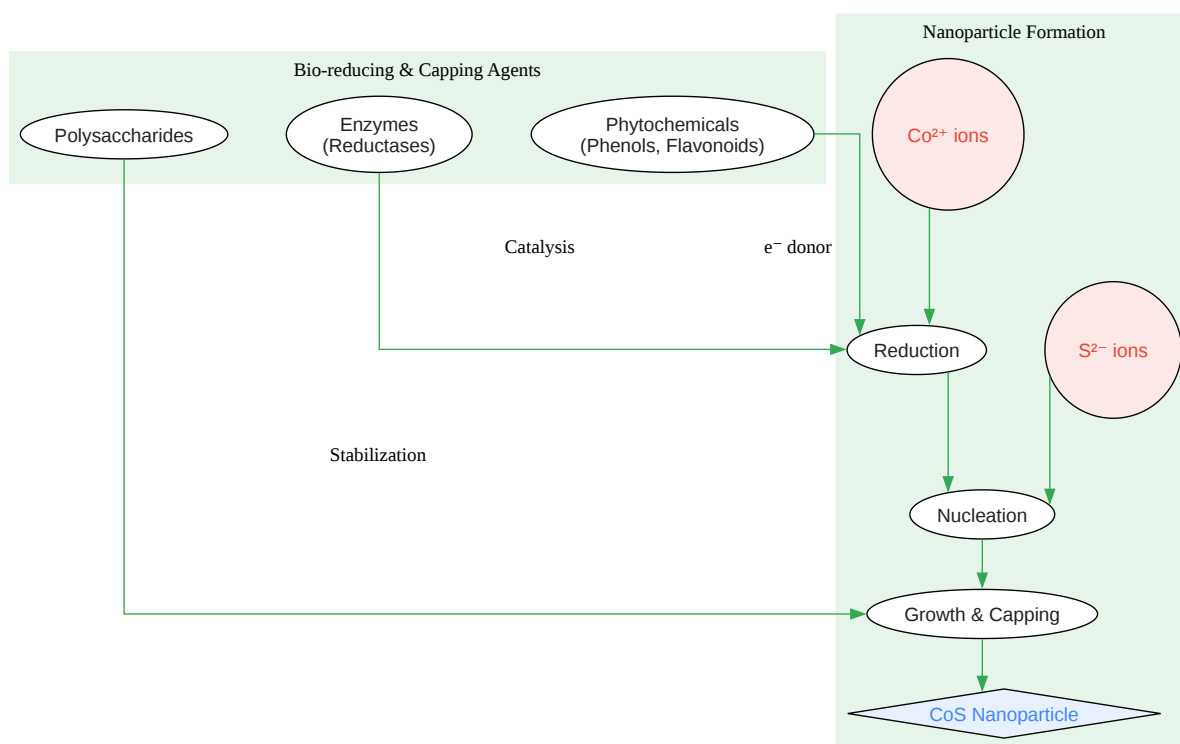 Nanoparticle Formation
Bio-reducing & Capping Agents
Polysaccharides
Enzymes
(Reductases)
Phytochemicals
(Phenols, Flavonoids)
Co²⁺ ions
Catalysis
e⁻ donor
Reduction
S²⁻ ions
Stabilization
Nucleation
Growth & Capping
CoS Nanoparticle